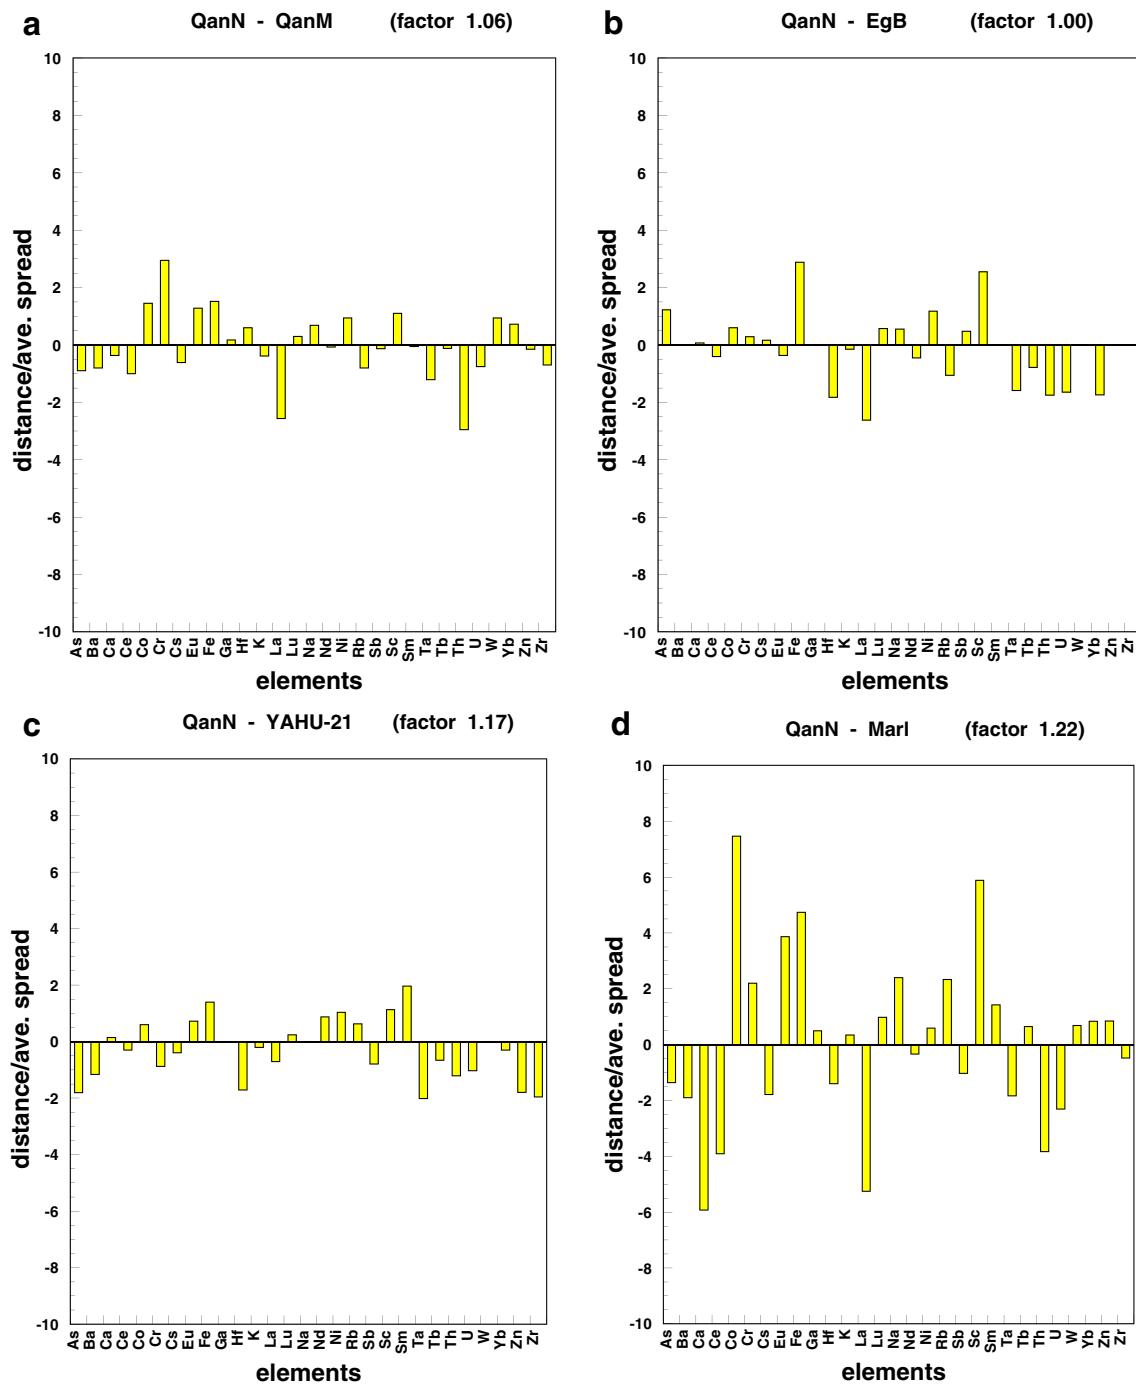 a QanN - QanM (factor 1.06)
10
8
6
4
2
0
-2
-4
-6
-8
-10
distance/ave. spread
As Ba Ca Ce Co Cr Cs Eu Fe Ga Hf K La Lu Na Nd Ni Rb Sb Sc Sm Ta Tb Th U W Yb Zn Zr
elements
b QanN - EgB (factor 1.00)
10
8
6
4
2
0
-2
-4
-6
-8
-10
distance/ave. spread
As Ba Ca Ce Co Cr Cs Eu Fe Ga Hf K La Lu Na Nd Ni Rb Sb Sc Sm Ta Tb Th U W Yb Zn Zr
elements
c QanN - YAHU-21 (factor 1.17)
10
8
6
4
2
0
-2
-4
-6
-8
-10
distance/ave. spread
As Ba Ca Ce Co Cr Cs Eu Fe Ga Hf K La Lu Na Nd Ni Rb Sb Sc Sm Ta Tb Th U W Yb Zn Zr
elements
d QanN - Marl (factor 1.22)
10
8
6
4
2
0
-2
-4
-6
-8
-10
distance/ave. spread
As Ba Ca Ce Co Cr Cs Eu Fe Ga Hf K La Lu Na Nd Ni Rb Sb Sc Sm Ta Tb Th U W Yb Zn Zr
elements